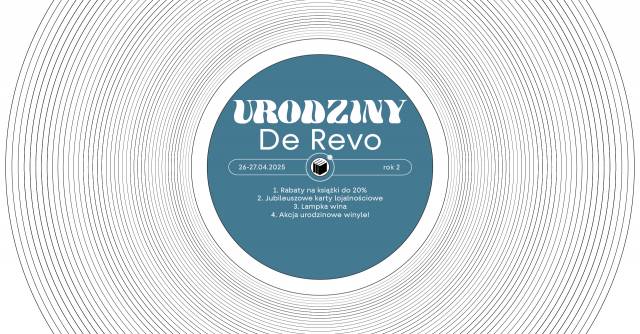 URODZINY
De Revo
26-27.04.2025 rok 2
1. Rabaty na książki do 20%
2. Jubileuszowe karty lojalnościowe
3. Lampka wina
4. Akcja urodzinowe winyle!